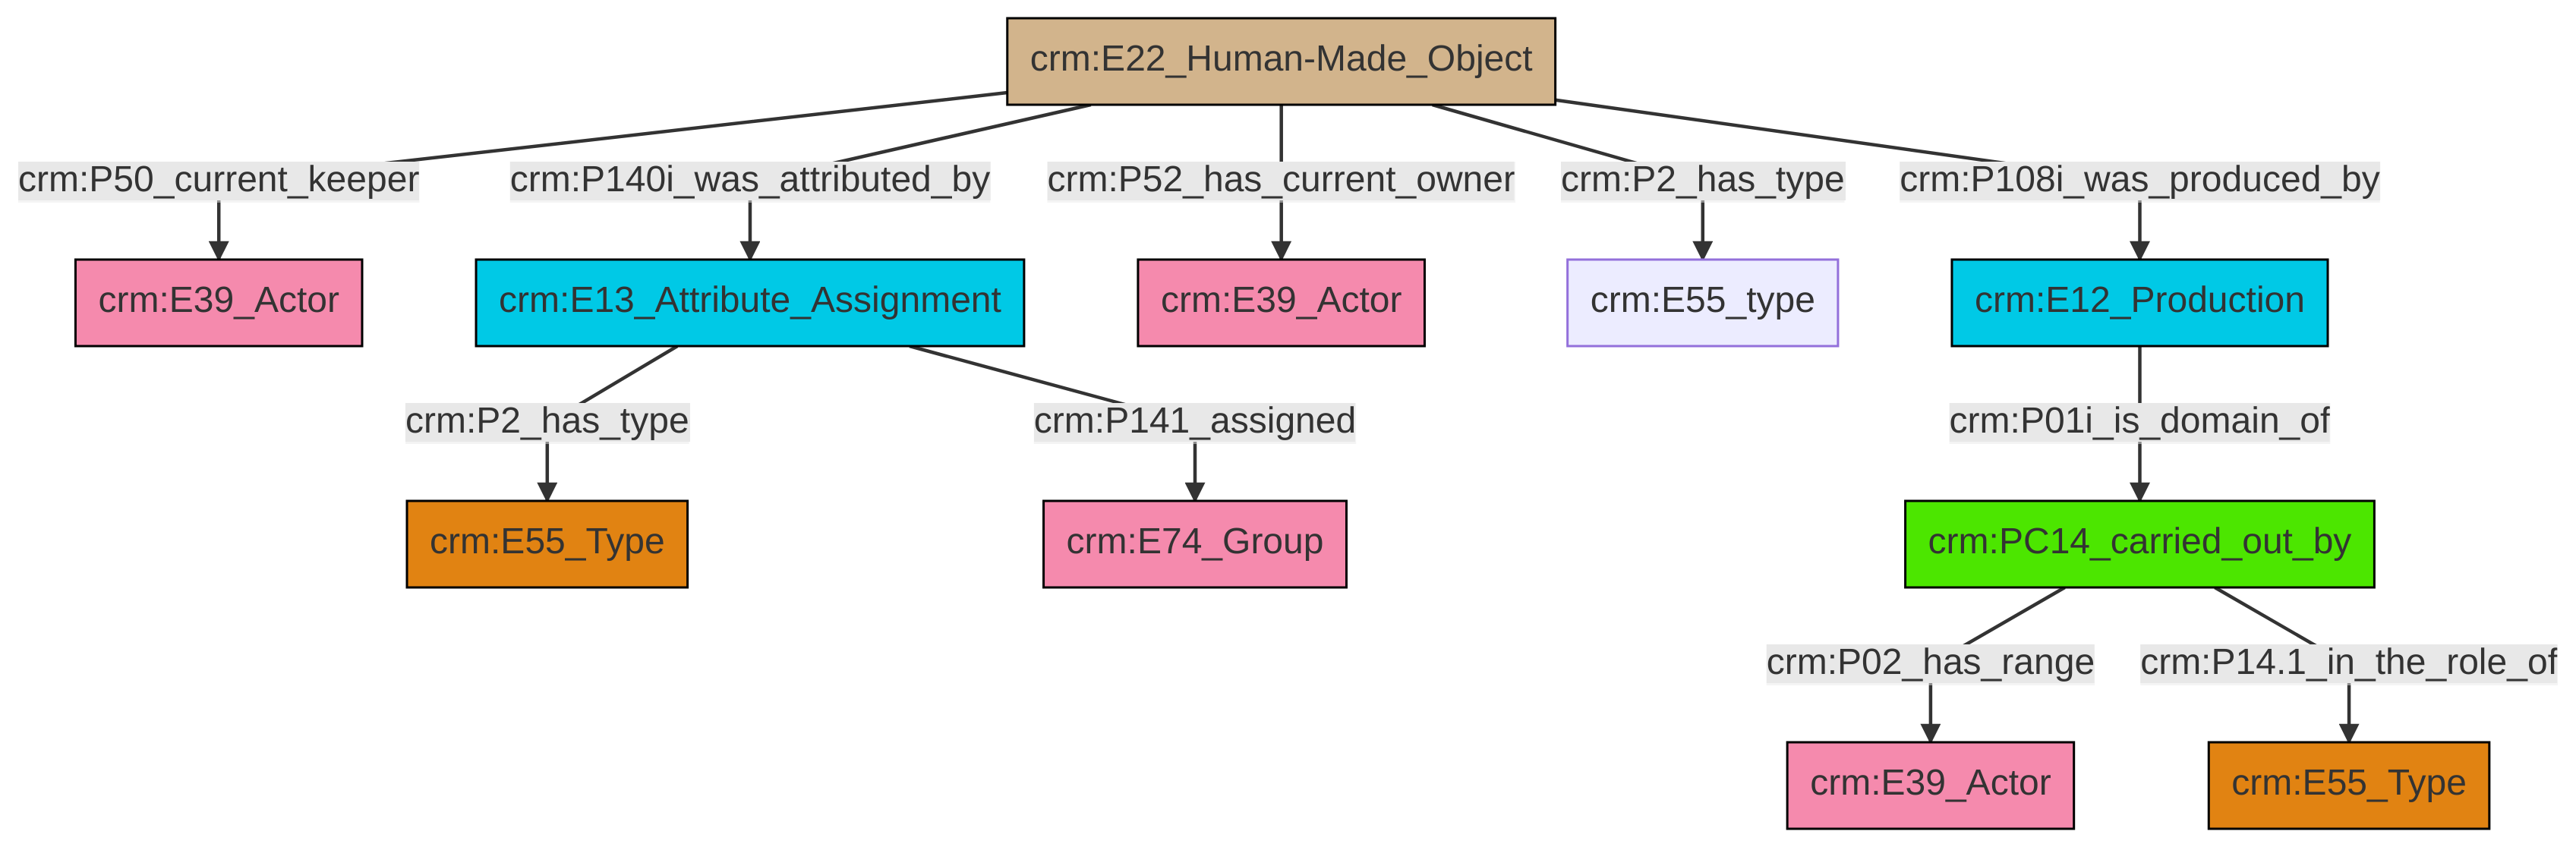 crm:E22_Human-Made_Object
crm:P50_current_keeper
crm:P140i_was_attributed_by
crm:P52_has_current_owner
crm:P2_has_type
crm:P108i_was_produced_by
crm:E39_Actor
crm:E13_Attribute_Assignment
crm:E39_Actor
crm:E55_type
crm:E12_Production
crm:P2_has_type
crm:P141_assigned
crm:P01i_is_domain_of
crm:E55_Type
crm:E74_Group
crm:PC14_carried_out_by
crm:P02_has_range
crm:P14.1_in_the_role_of
crm:E39_Actor
crm:E55_Type